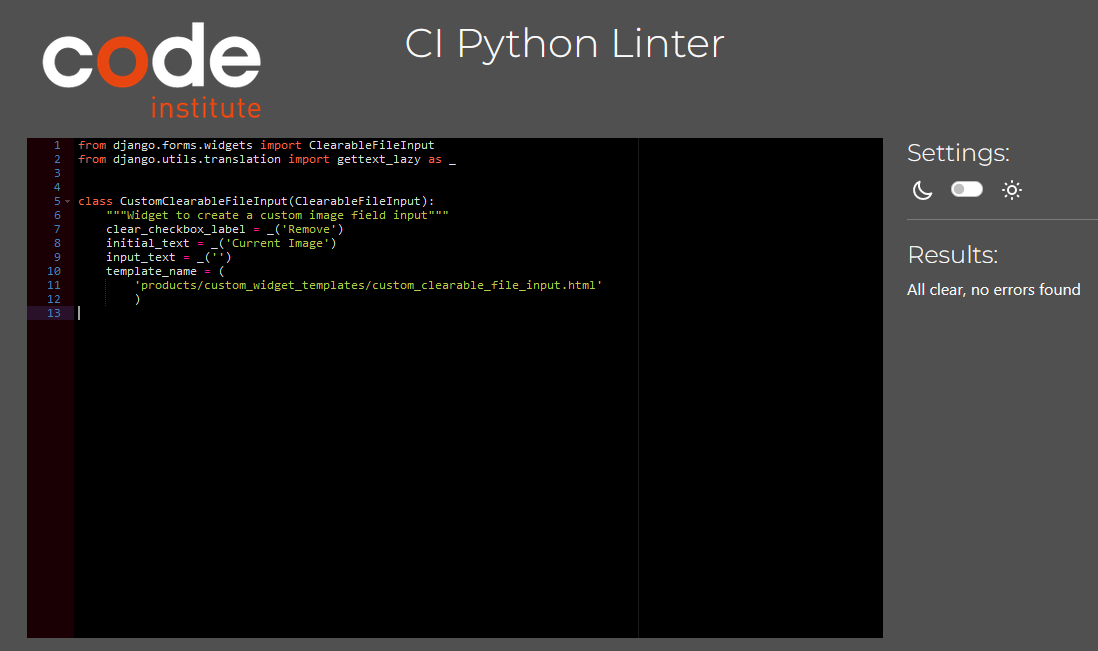 code
institute
CI Python Linter
1 from django.forms.widgets import ClearableFileInput
2 from django.utils.translation import gettext_lazy as _
3
4
5 class CustomClearableFileInput(ClearableFileInput):
6     """Widget to create a custom image field input"""
7     clear_checkbox_label = _('Remove')
8     initial_text = _('Current Image')
9     input_text = _('')
10     template_name = (
11         'products/custom_widget_templates/custom_clearable_file_input.html'
12         )
13
Settings:
Results:
All clear, no errors found